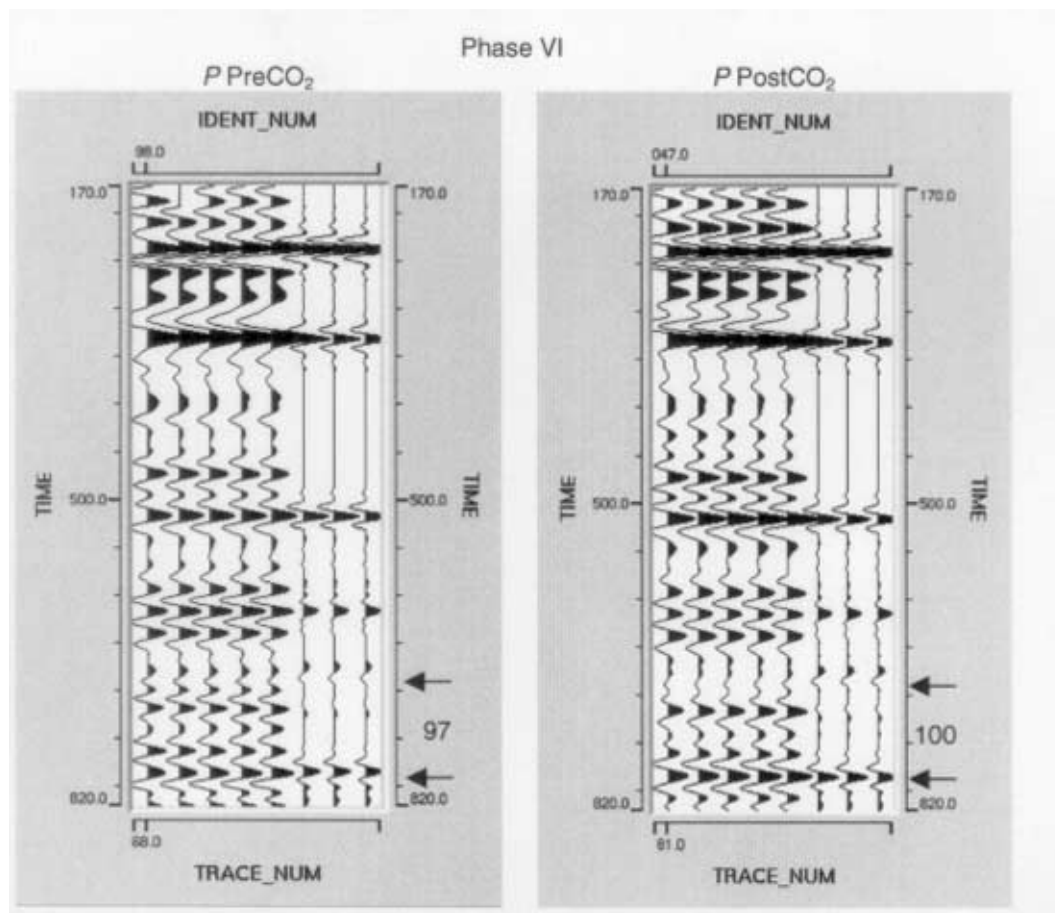 Phase VI
P PreCO₂
IDENT_NUM
98.0
170.0
170.0
TIME
500.0
500.0
TIME
97
820.0
820.0
68.0
TRACE_NUM
P PostCO₂
IDENT_NUM
047.0
170.0
170.0
TIME
500.0
500.0
TIME
100
820.0
820.0
61.0
TRACE_NUM